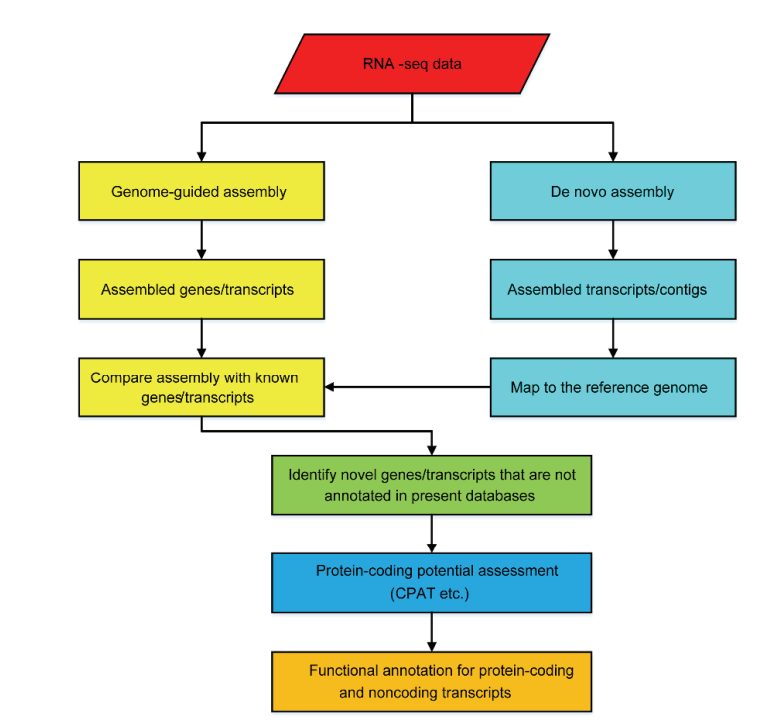 RNA -seq data
Genome-guided assembly
De novo assembly
Assembled genes/transcripts
Assembled transcripts/contigs
Compare assembly with known
genes/transcripts
Map to the reference genome
Identify novel genes/transcripts that are not
annotated in present databases
Protein-coding potential assessment
(CPAT etc.)
Functional annotation for protein-coding
and noncoding transcripts